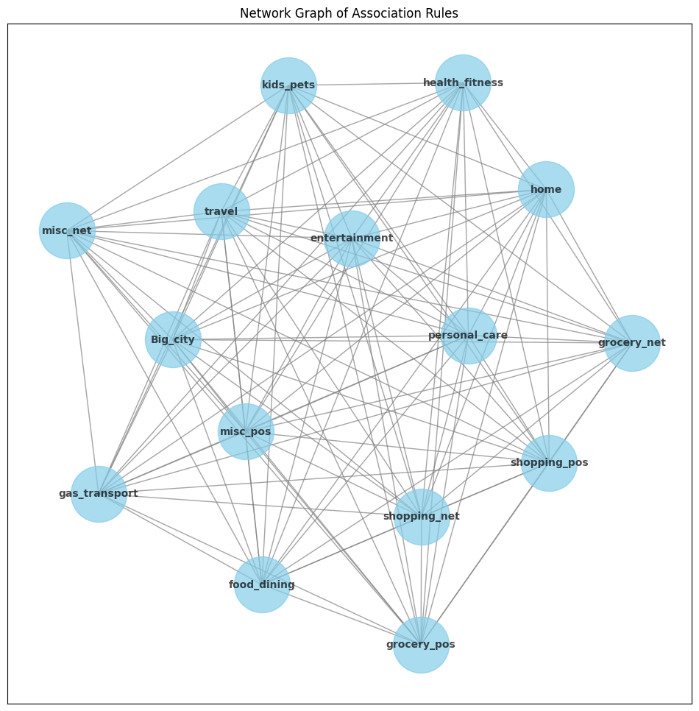 Network Graph of Association Rules
kids_pets
health_fitness
home
travel
misc_net
entertainment
Big_city
personal_care
grocery_net
misc_pos
shopping_pos
gas_transport
shopping_net
food_dining
grocery_pos